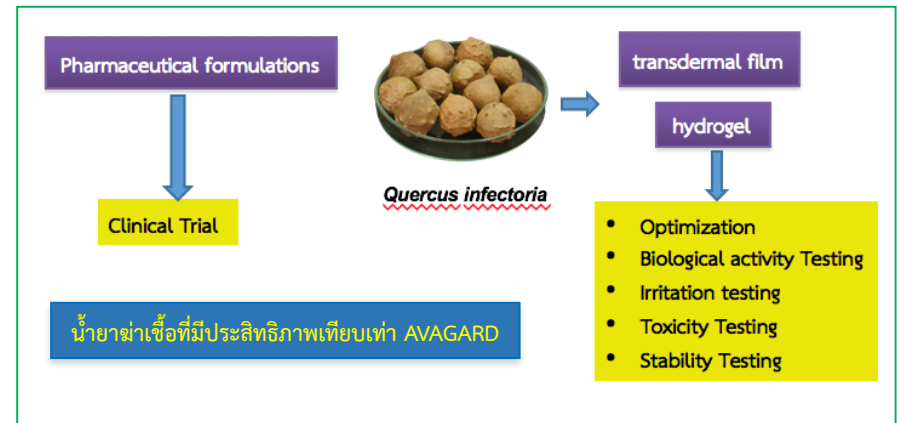 Pharmaceutical formulations
Clinical Trial
Quercus infectoria
transdermal film
hydrogel
• Optimization
• Biological activity Testing
• Irritation testing
• Toxicity Testing
• Stability Testing
น้ำยาฆ่าเชื้อที่มีประสิทธิภาพเทียบเท่า AVAGARD